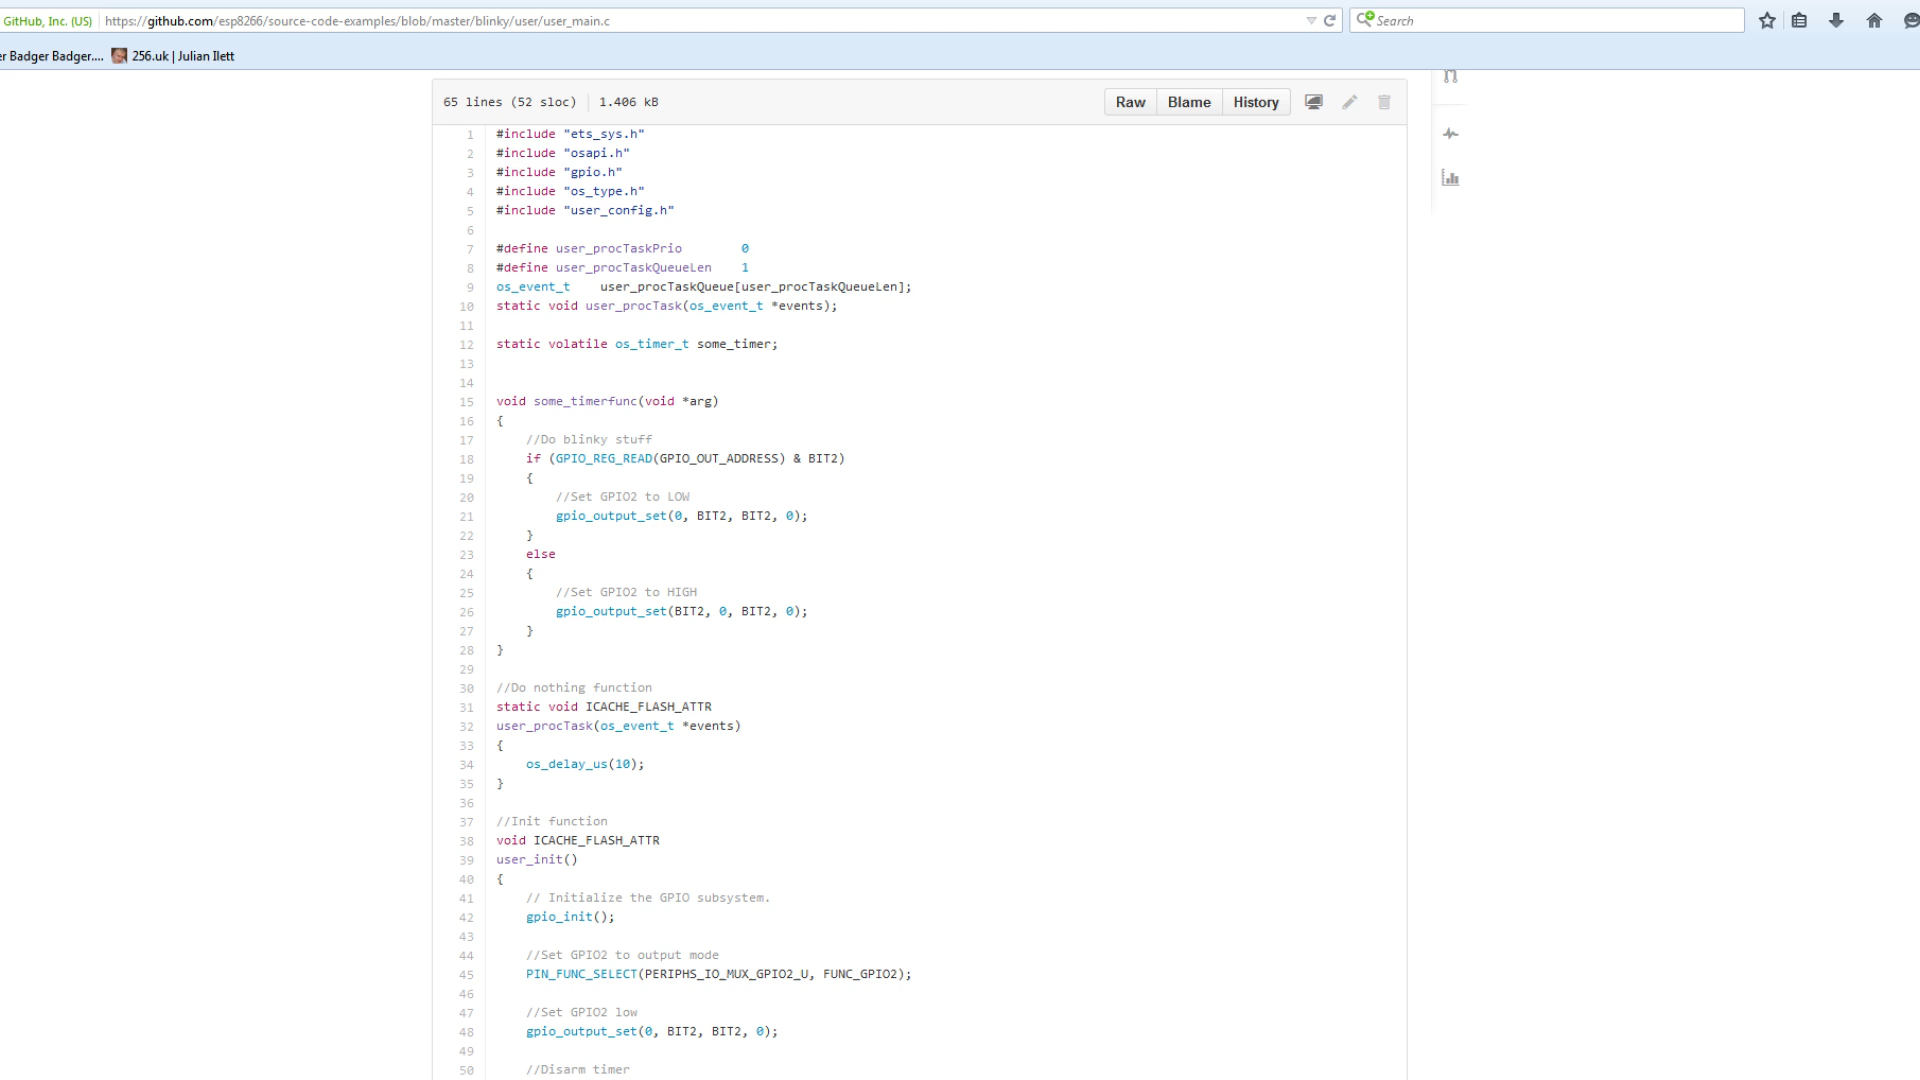 GitHub, Inc. (US) https://github.com/esp8266/source-code-examples/blob/master/blinky/user/user_main.c Search
er Badger Badger.... 256.uk | Julian Ilett
65 lines (52 sloc) 1.406 kB Raw Blame History
1 #include "ets_sys.h"
2 #include "osapi.h"
3 #include "gpio.h"
4 #include "os_type.h"
5 #include "user_config.h"
6
7 #define user_procTaskPrio        0
8 #define user_procTaskQueueLen    1
9 os_event_t    user_procTaskQueue[user_procTaskQueueLen];
10 static void user_procTask(os_event_t *events);
11
12 static volatile os_timer_t some_timer;
13
14
15 void some_timerfunc(void *arg)
16 {
17     //Do blinky stuff
18     if (GPIO_REG_READ(GPIO_OUT_ADDRESS) & BIT2)
19     {
20         //Set GPIO2 to LOW
21         gpio_output_set(0, BIT2, BIT2, 0);
22     }
23     else
24     {
25         //Set GPIO2 to HIGH
26         gpio_output_set(BIT2, 0, BIT2, 0);
27     }
28 }
29
30 //Do nothing function
31 static void ICACHE_FLASH_ATTR
32 user_procTask(os_event_t *events)
33 {
34     os_delay_us(10);
35 }
36
37 //Init function
38 void ICACHE_FLASH_ATTR
39 user_init()
40 {
41     // Initialize the GPIO subsystem.
42     gpio_init();
43
44     //Set GPIO2 to output mode
45     PIN_FUNC_SELECT(PERIPHS_IO_MUX_GPIO2_U, FUNC_GPIO2);
46
47     //Set GPIO2 low
48     gpio_output_set(0, BIT2, BIT2, 0);
49
50     //Disarm timer